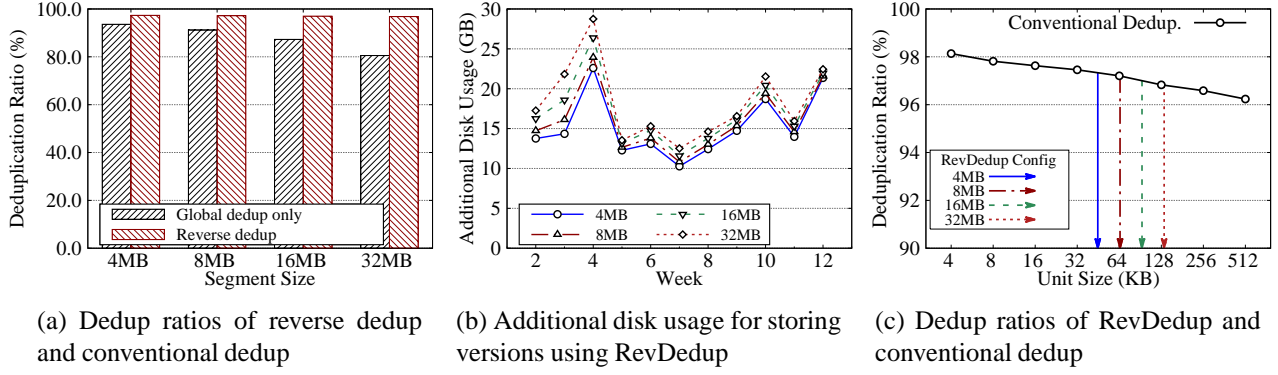 Deduplication Ratio (%)
100.0
80.0
60.0
40.0
20.0
0.0
Global dedup only
Reverse dedup
4MB 8MB 16MB 32MB
Segment Size
(a) Dedup ratios of reverse dedup
and conventional dedup
Additional Disk Usage (GB)
30
25
20
15
10
5
0
4MB 16MB
8MB 32MB
2 4 6 8 10 12
Week
(b) Additional disk usage for storing
versions using RevDedup
Deduplication Ratio (%)
100
98
96
94
92
90
Conventional Dedup.
RevDedup Config
4MB
8MB
16MB
32MB
4 8 16 32 64 128 256 512
Unit Size (KB)
(c) Dedup ratios of RevDedup and
conventional dedup